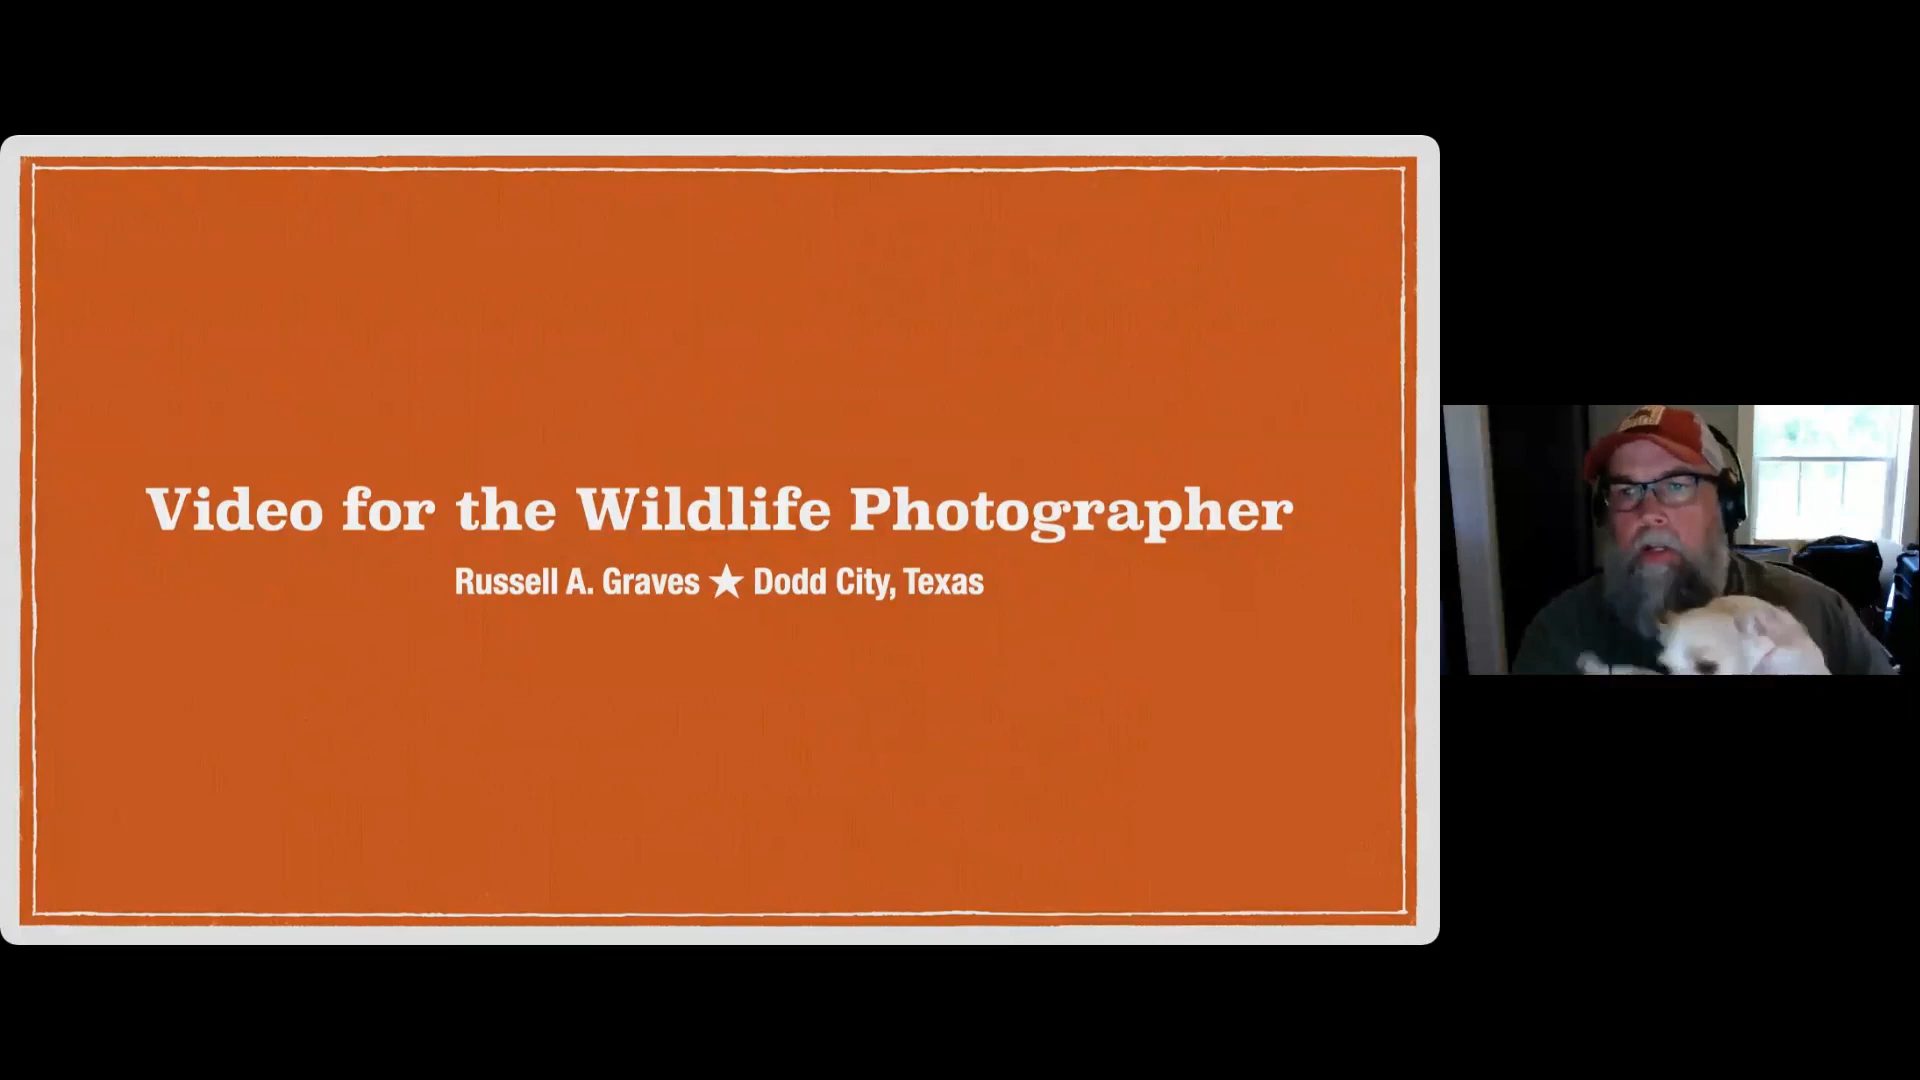 Video for the Wildlife Photographer
Russell A. Graves ★ Dodd City, Texas